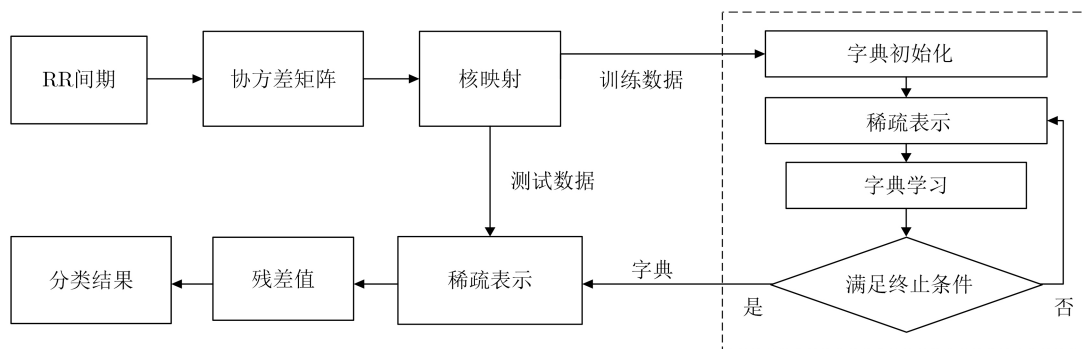 RR间期
协方差矩阵
核映射
训练数据
字典初始化
稀疏表示
字典学习
满足终止条件
是
否
测试数据
字典
稀疏表示
残差值
分类结果